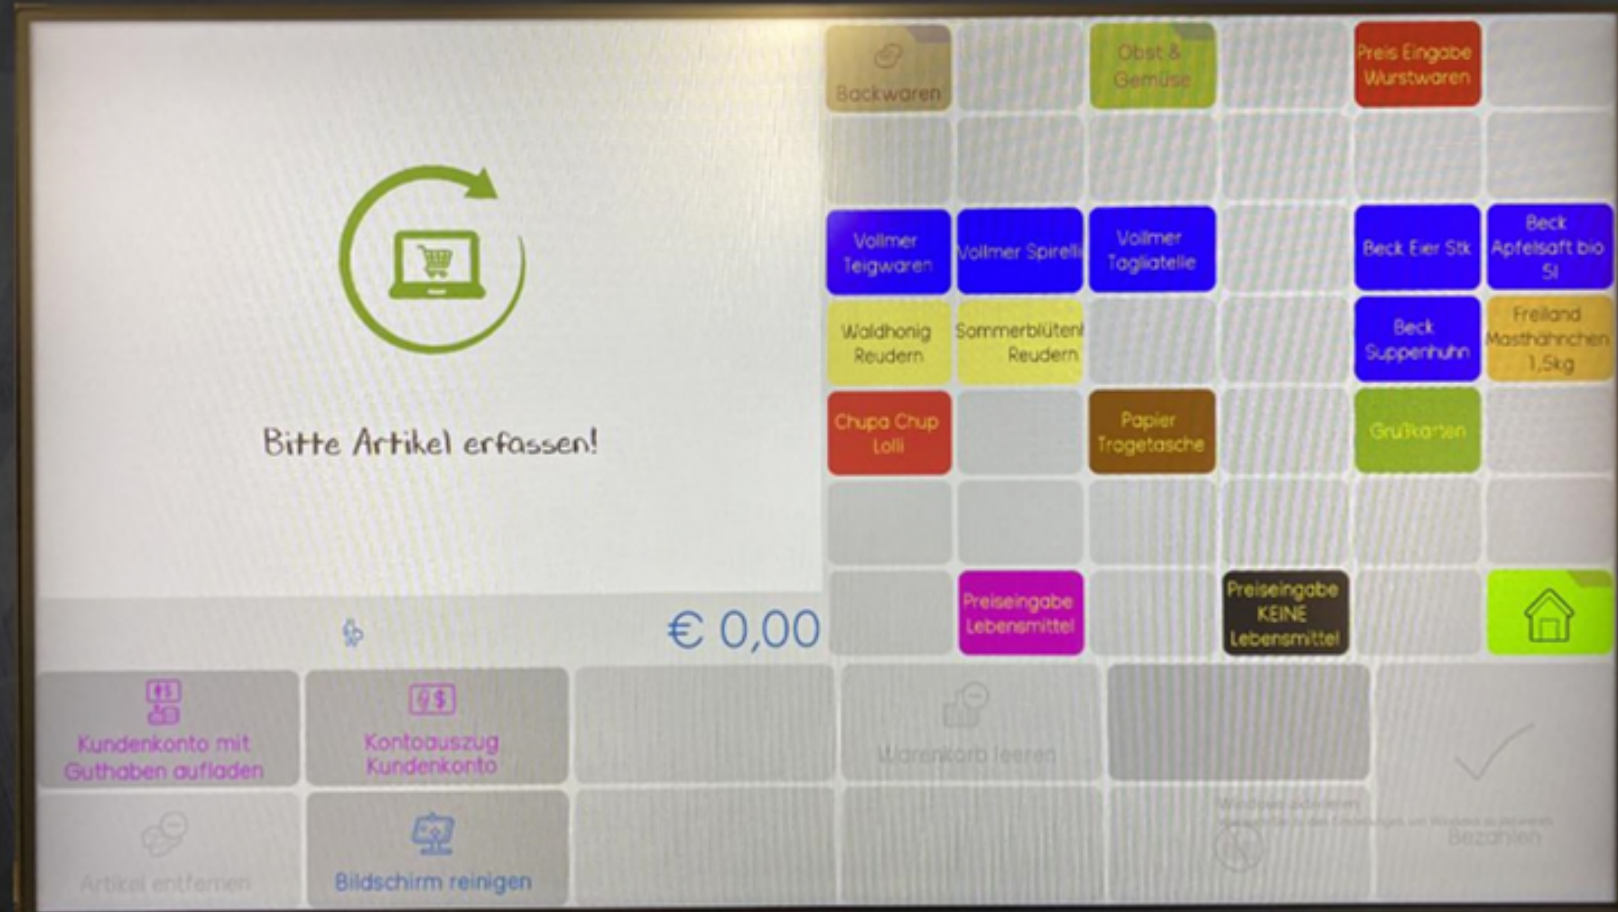 Backwaren
Obst &
Gemüse
Preis Eingabe
Wurstwaren
Vollmer
Teigwaren
Vollmer Spirelli
Vollmer
Tagliatelle
Beck Eier Stk
Beck
Apfelsaft bio
5l
Waldhonig
Reudern
Sommerblüten
Reudern
Beck
Suppenhuhn
Freiland
Masthähnchen
1,5kg
Chupa Chup
Lolli
Papier
Tragetasche
Grußkarten
Bitte Artikel erfassen!
Preiseingabe
Lebensmittel
Preiseingabe
KEINE
Lebensmittel
€ 0,00
Kundenkonto mit
Guthaben aufladen
Kontoauszug
Kundenkonto
Warenkorb leeren
Windows aktivieren
Bezahlen
Artikel entfernen
Bildschirm reinigen